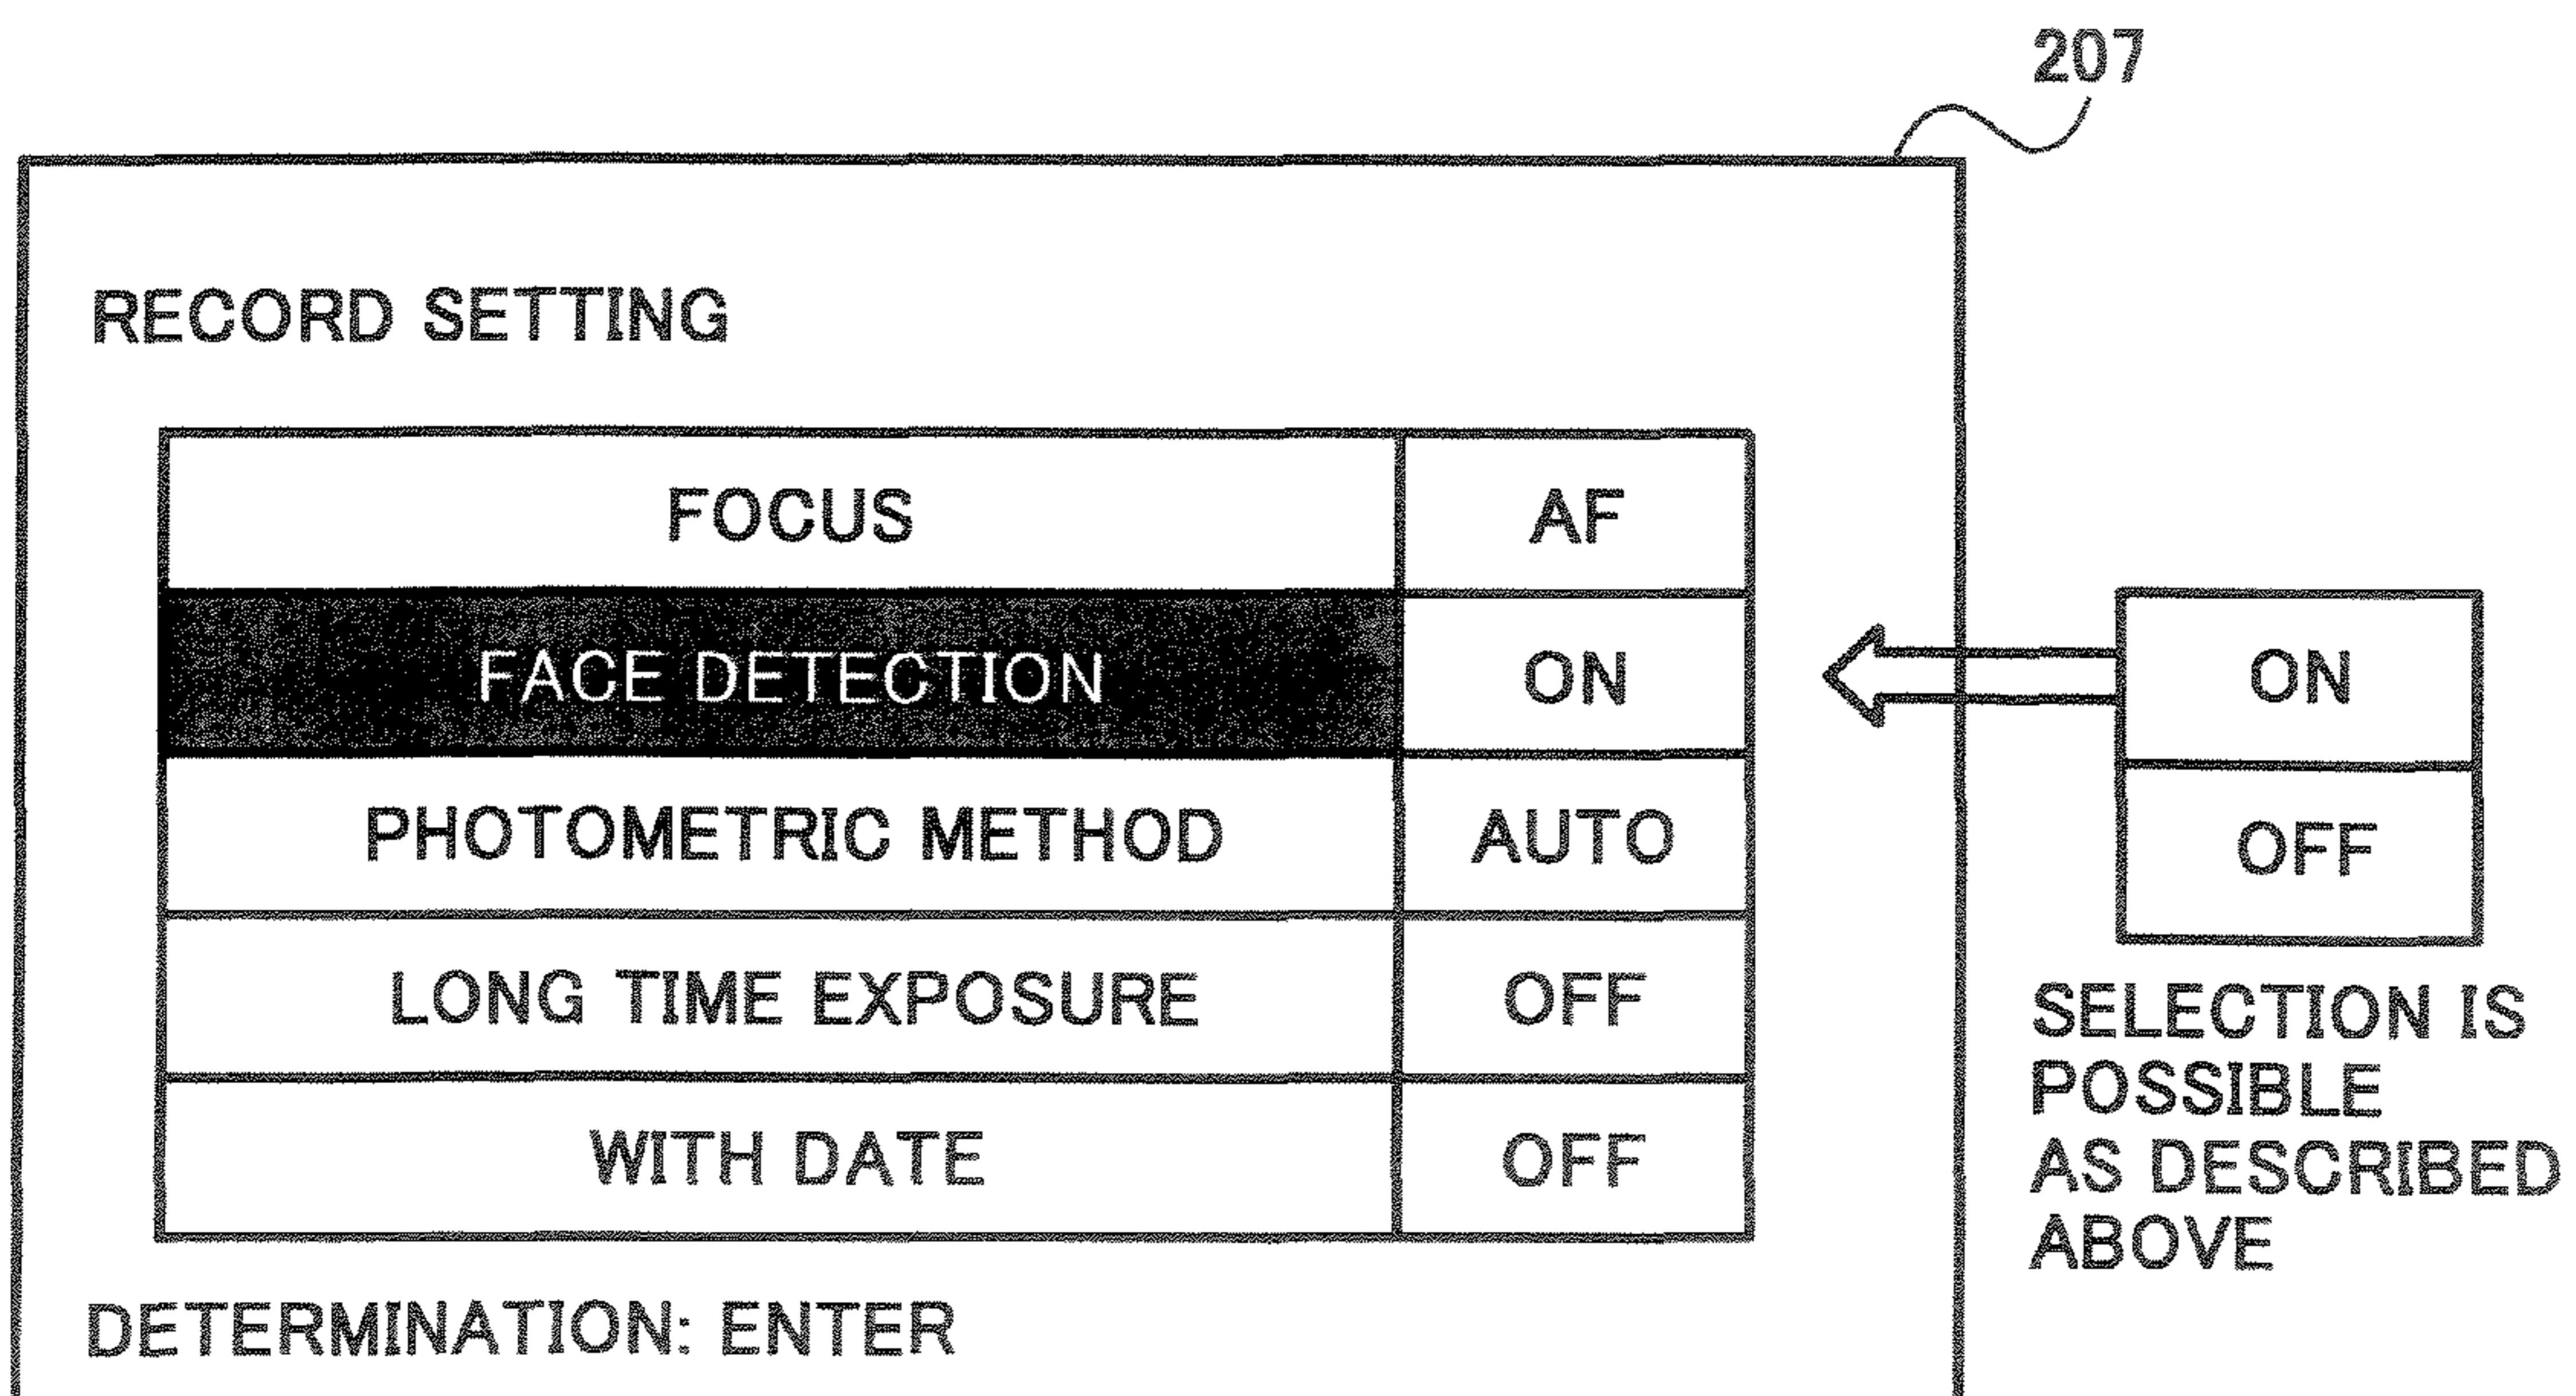 207
RECORD SETTING
FOCUS AF
FACE DETECTION ON
PHOTOMETRIC METHOD AUTO
LONG TIME EXPOSURE OFF
WITH DATE OFF
DETERMINATION: ENTER
ON
OFF
SELECTION IS
POSSIBLE
AS DESCRIBED
ABOVE